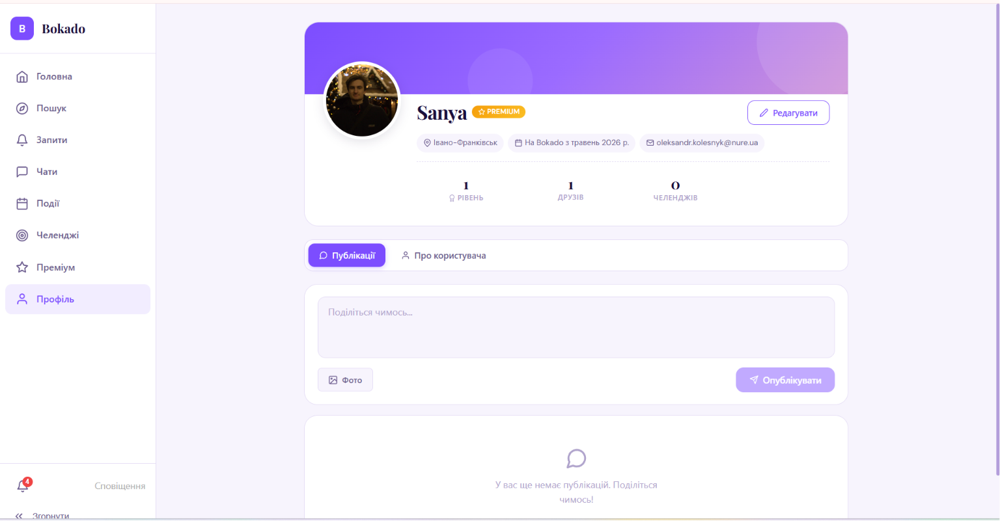 B
Bokado
Головна
Пошук
Запити
Чати
Події
Челенджі
Преміум
Профіль
4
Сповіщення
Згорнути
Sanya
PREMIUM
Редагувати
Івано-Франківськ
На Bokado з травень 2026 р.
oleksandr.kolesnyk@nure.ua
1
РІВЕНЬ
1
ДРУЗІВ
0
ЧЕЛЕНДЖІВ
Публікації
Про користувача
Поділіться чимось...
Фото
Опублікувати
У вас ще немає публікацій. Поділіться
чимось!